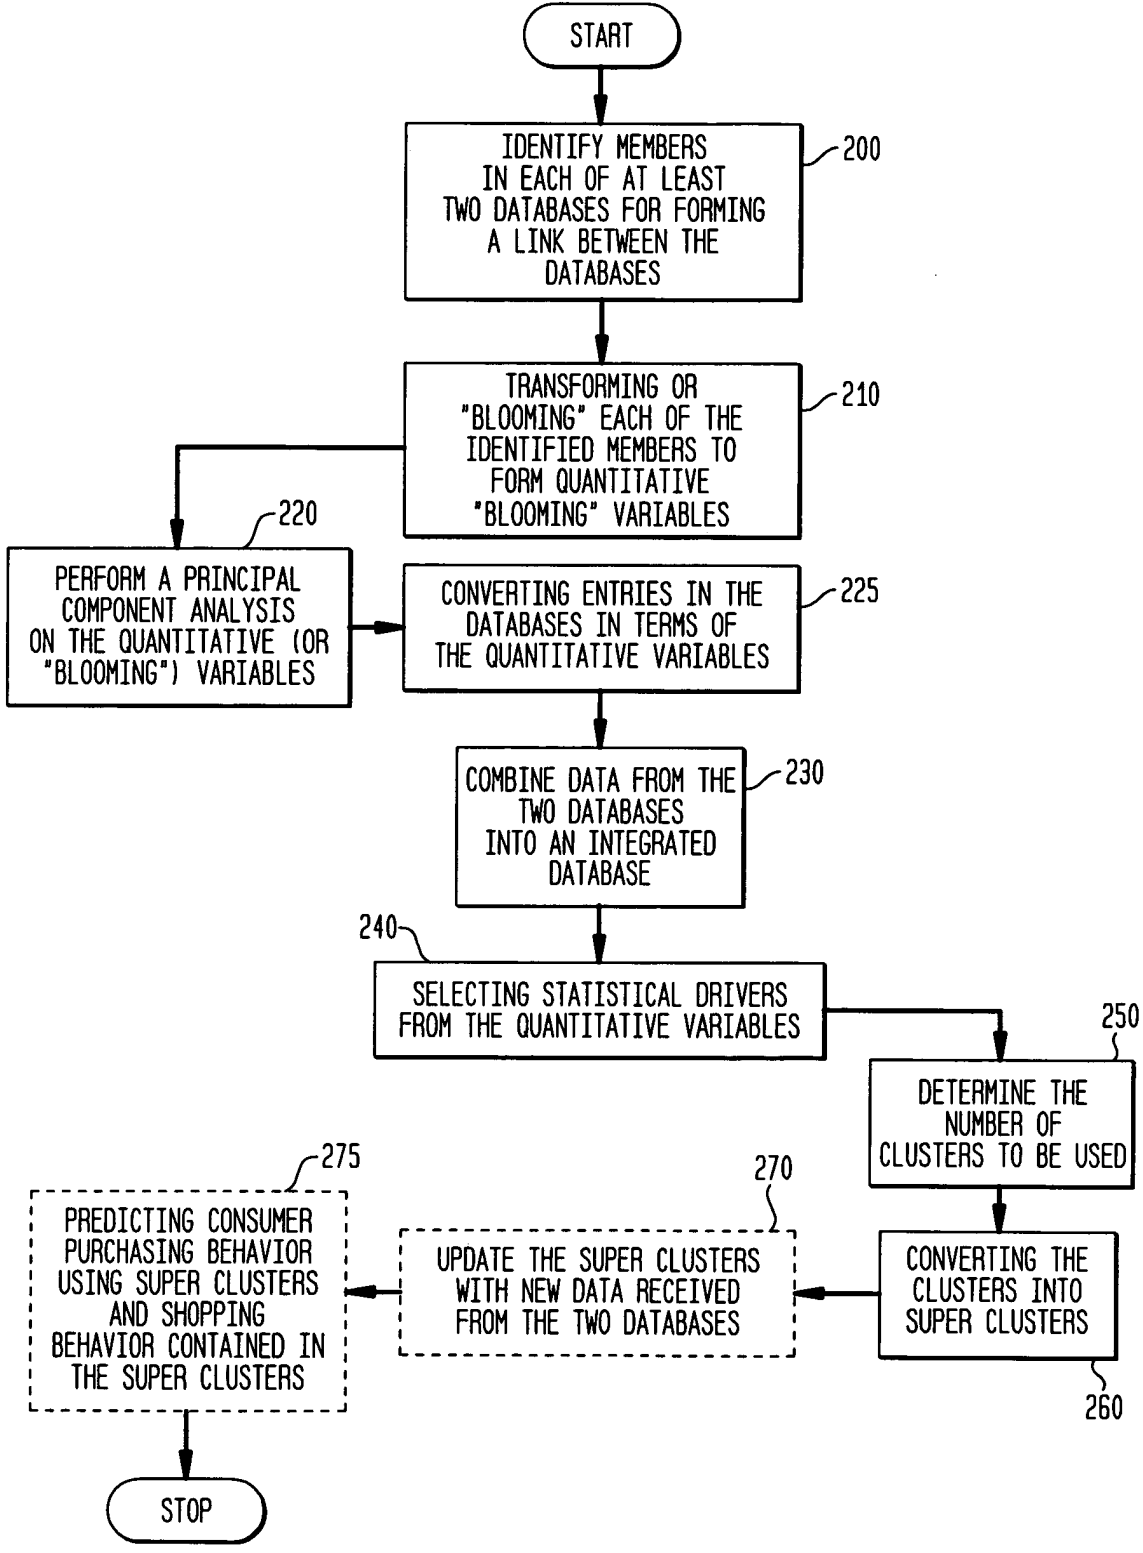 START
IDENTIFY MEMBERS
IN EACH OF AT LEAST
TWO DATABASES FOR FORMING
A LINK BETWEEN THE
DATABASES
200
TRANSFORMING OR
"BLOOMING" EACH OF THE
IDENTIFIED MEMBERS TO
FORM QUANTITATIVE
"BLOOMING" VARIABLES
210
220
PERFORM A PRINCIPAL
COMPONENT ANALYSIS
ON THE QUANTITATIVE (OR
"BLOOMING") VARIABLES
CONVERTING ENTRIES IN THE
DATABASES IN TERMS OF
THE QUANTITATIVE VARIABLES
225
COMBINE DATA FROM THE
TWO DATABASES
INTO AN INTEGRATED
DATABASE
230
240
SELECTING STATISTICAL DRIVERS
FROM THE QUANTITATIVE VARIABLES
250
DETERMINE THE
NUMBER OF
CLUSTERS TO BE USED
CONVERTING THE
CLUSTERS INTO
SUPER CLUSTERS
260
270
UPDATE THE SUPER CLUSTERS
WITH NEW DATA RECEIVED
FROM THE TWO DATABASES
275
PREDICTING CONSUMER
PURCHASING BEHAVIOR
USING SUPER CLUSTERS
AND SHOPPING
BEHAVIOR CONTAINED IN
THE SUPER CLUSTERS
STOP